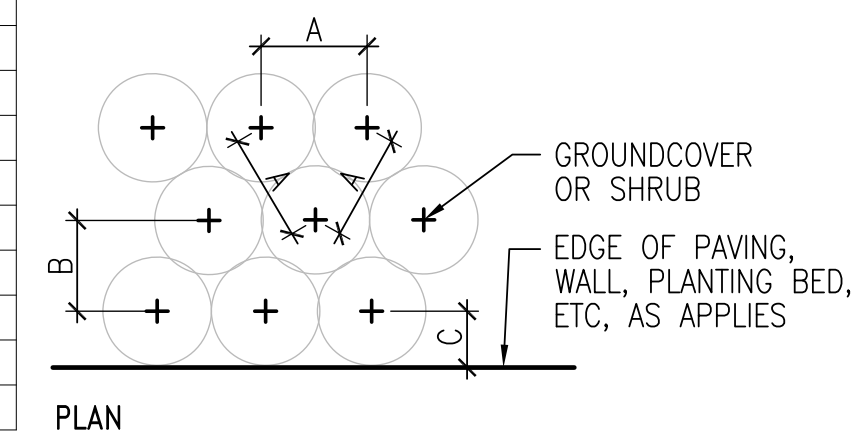 A
A
A
GROUNDCOVER
OR SHRUB
B
EDGE OF PAVING,
WALL, PLANTING BED,
ETC, AS APPLIES
C
PLAN